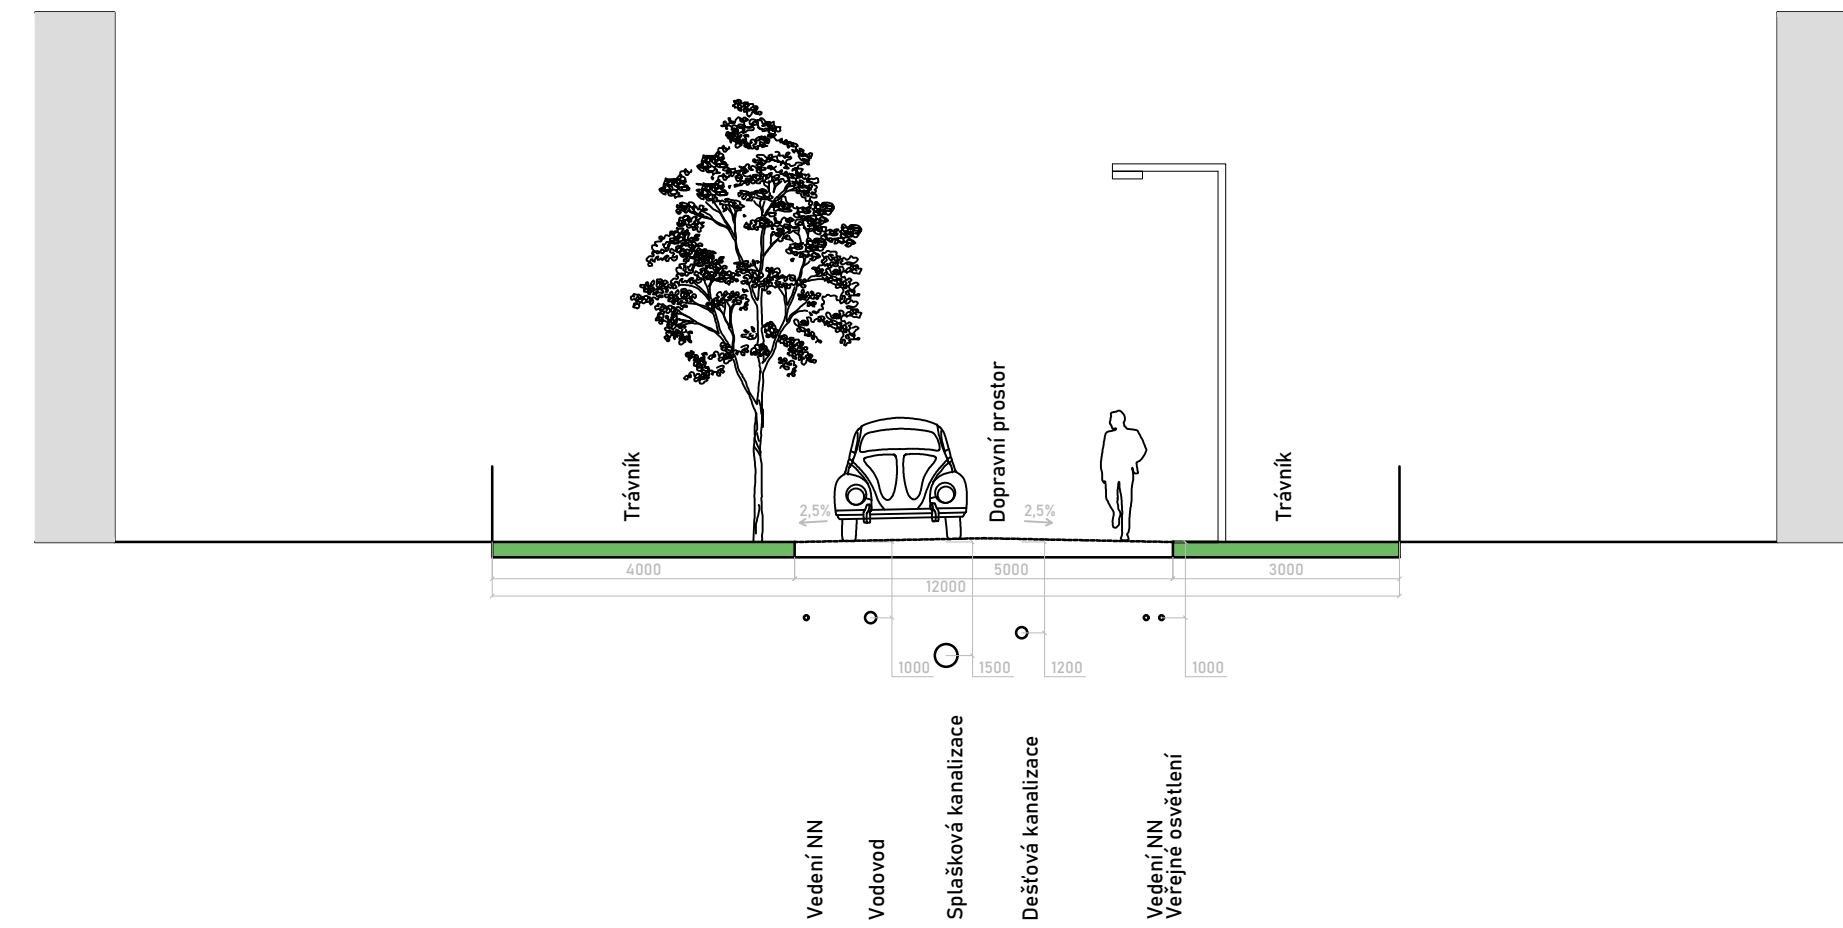 Trávník
Dopravní prostor
Trávník
2,5%
2,5%
4000
5000
3000
12000
1000
1500
1200
1000
Vedení NN
Vodovod
Splašková kanalizace
Dešťová kanalizace
Vedení NN
Veřejné osvětlení